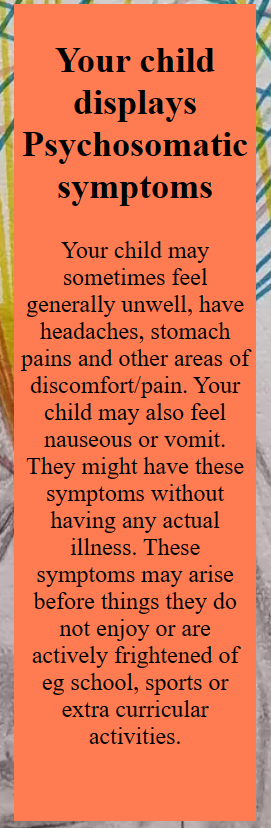 Your child
displays
Psychosomatic
symptoms
Your child may
sometimes feel
generally unwell, have
headaches, stomach
pains and other areas of
discomfort/pain. Your
child may also feel
nauseous or vomit.
They might have these
symptoms without
having any actual
illness. These
symptoms may arise
before things they do
not enjoy or are
actively frightened of
eg school, sports or
extra curricular
activities.